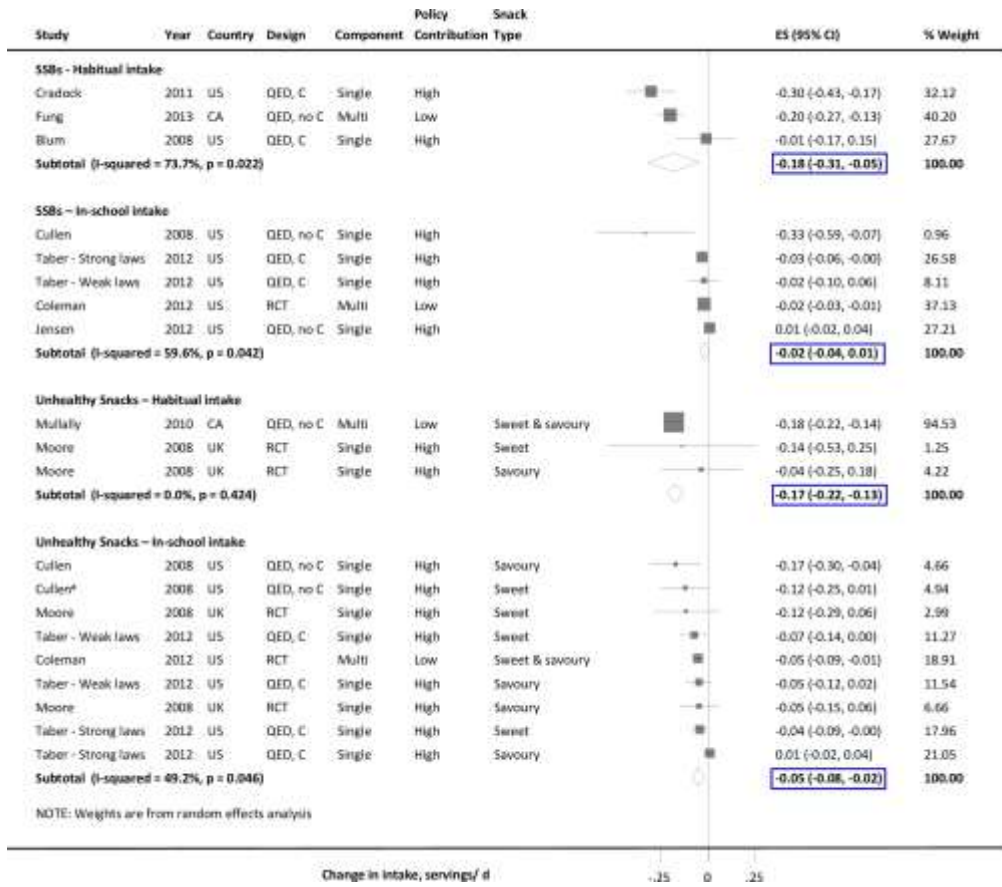 Policy Snack
Study Year Country Design Component Contribution Type ES (95% CI) % Weight
SSBs - Habitual intake
Cradock 2011 US QED, C Single High -0.30 (-0.43, -0.17) 32.12
Fung 2013 CA QED, no C Multi Low -0.20 (-0.27, -0.13) 40.20
Blum 2008 US QED, C Single High -0.01 (-0.17, 0.15) 27.67
Subtotal (I-squared = 73.7%, p = 0.022) -0.18 (-0.31, -0.05) 100.00
SSBs – In-school intake
Cullen 2008 US QED, no C Single High -0.33 (-0.59, -0.07) 0.96
Taber - Strong laws 2012 US QED, C Single High -0.03 (-0.06, -0.00) 26.58
Taber - Weak laws 2012 US QED, C Single High -0.02 (-0.10, 0.06) 8.11
Coleman 2012 US RCT Multi Low -0.02 (-0.03, -0.01) 37.13
Jensen 2012 US QED, no C Single High 0.01 (-0.02, 0.04) 27.21
Subtotal (I-squared = 59.6%, p = 0.042) -0.02 (-0.04, 0.01) 100.00
Unhealthy Snacks – Habitual intake
Mullally 2010 CA QED, no C Multi Low Sweet & savoury -0.18 (-0.22, -0.14) 94.53
Moore 2008 UK RCT Single High Sweet -0.14 (-0.53, 0.25) 1.25
Moore 2008 UK RCT Single High Savoury -0.04 (-0.25, 0.18) 4.22
Subtotal (I-squared = 0.0%, p = 0.424) -0.17 (-0.22, -0.13) 100.00
Unhealthy Snacks – In-school intake
Cullen 2008 US QED, no C Single High Savoury -0.17 (-0.30, -0.04) 4.66
Cullen* 2008 US QED, no C Single High Sweet -0.12 (-0.25, 0.01) 4.94
Moore 2008 UK RCT Single High Sweet -0.12 (-0.29, 0.06) 2.99
Taber - Weak laws 2012 US QED, C Single High Sweet -0.07 (-0.14, 0.00) 11.27
Coleman 2012 US RCT Multi Low Sweet & savoury -0.05 (-0.09, -0.01) 18.91
Taber - Weak laws 2012 US QED, C Single High Savoury -0.05 (-0.12, 0.02) 11.54
Moore 2008 UK RCT Single High Savoury -0.05 (-0.15, 0.06) 6.66
Taber - Strong laws 2012 US QED, C Single High Sweet -0.04 (-0.09, -0.00) 17.96
Taber - Strong laws 2012 US QED, C Single High Savoury 0.01 (-0.02, 0.04) 21.05
Subtotal (I-squared = 49.2%, p = 0.046) -0.05 (-0.08, -0.02) 100.00
NOTE: Weights are from random effects analysis
Change in intake, servings/ d -.25 0 .25